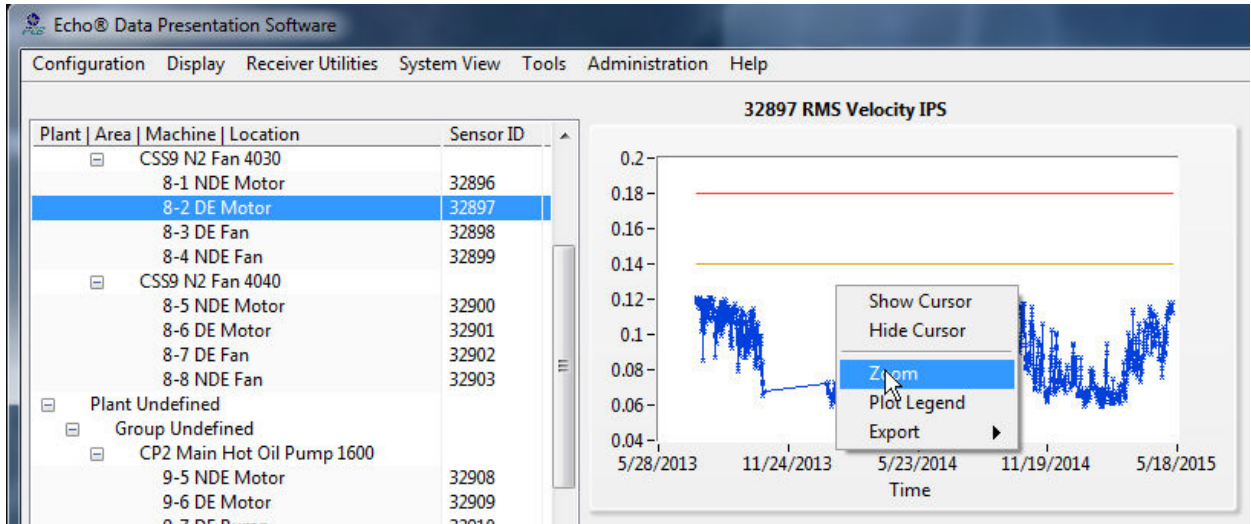 Echo® Data Presentation Software
Configuration Display Receiver Utilities System View Tools Administration Help
Plant | Area | Machine | Location Sensor ID
CSS9 N2 Fan 4030
8-1 NDE Motor 32896
8-2 DE Motor 32897
8-3 DE Fan 32898
8-4 NDE Fan 32899
CSS9 N2 Fan 4040
8-5 NDE Motor 32900
8-6 DE Motor 32901
8-7 DE Fan 32902
8-8 NDE Fan 32903
Plant Undefined
Group Undefined
CP2 Main Hot Oil Pump 1600
9-5 NDE Motor 32908
9-6 DE Motor 32909
32897 RMS Velocity IPS
0.2
0.18
0.16
0.14
0.12
0.1
0.08
0.06
0.04
5/28/2013 11/24/2013 5/23/2014 11/19/2014 5/18/2015
Time
Show Cursor
Hide Cursor
Zoom
Plot Legend
Export